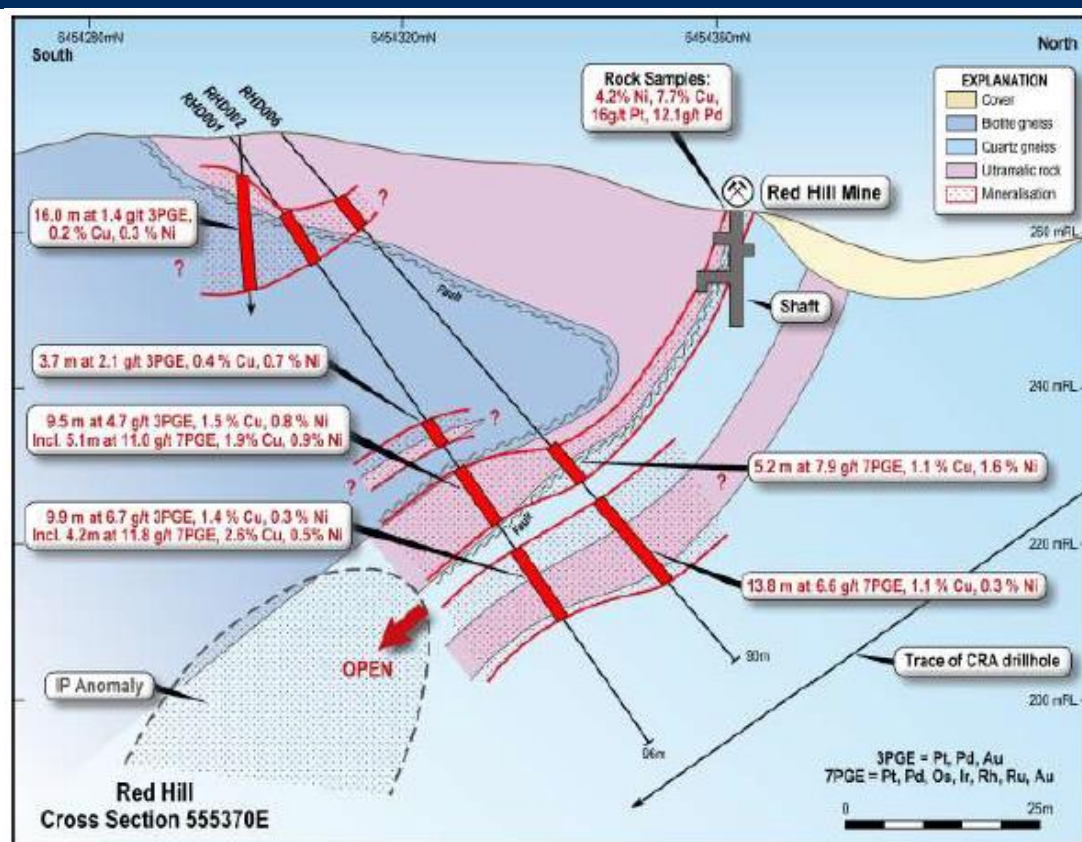 6454280mN
6454320mN
6454360mN
South
North
RHD001
RHD002
RHD006
Rock Samples:
4.2% Ni, 7.7% Cu,
16g/t Pt, 12.1g/t Pd
EXPLANATION
Cover
Biotite gneiss
Quartz gneiss
Ultramafic rock
Mineralisation
Red Hill Mine
?
16.0 m at 1.4 g/t 3PGE,
0.2 % Cu, 0.3 % Ni
?
260 mRL
Fault
Shaft
3.7 m at 2.1 g/t 3PGE, 0.4 % Cu, 0.7 % Ni
240 mRL
9.5 m at 4.7 g/t 3PGE, 1.5 % Cu, 0.8 % Ni
Incl. 5.1m at 11.0 g/t 7PGE, 1.9% Cu, 0.9% Ni
?
?
5.2 m at 7.9 g/t 7PGE, 1.1 % Cu, 1.6 % Ni
?
9.9 m at 6.7 g/t 3PGE, 1.4 % Cu, 0.3 % Ni
Incl. 4.2m at 11.8 g/t 7PGE, 2.6% Cu, 0.5% Ni
Fault
220 mRL
13.8 m at 6.6 g/t 7PGE, 1.1 % Cu, 0.3 % Ni
OPEN
90m
Trace of CRA drillhole
IP Anomaly
200 mRL
96m
3PGE = Pt, Pd, Au
7PGE = Pt, Pd, Os, Ir, Rh, Ru, Au
Red Hill
Cross Section 555370E
0
25m